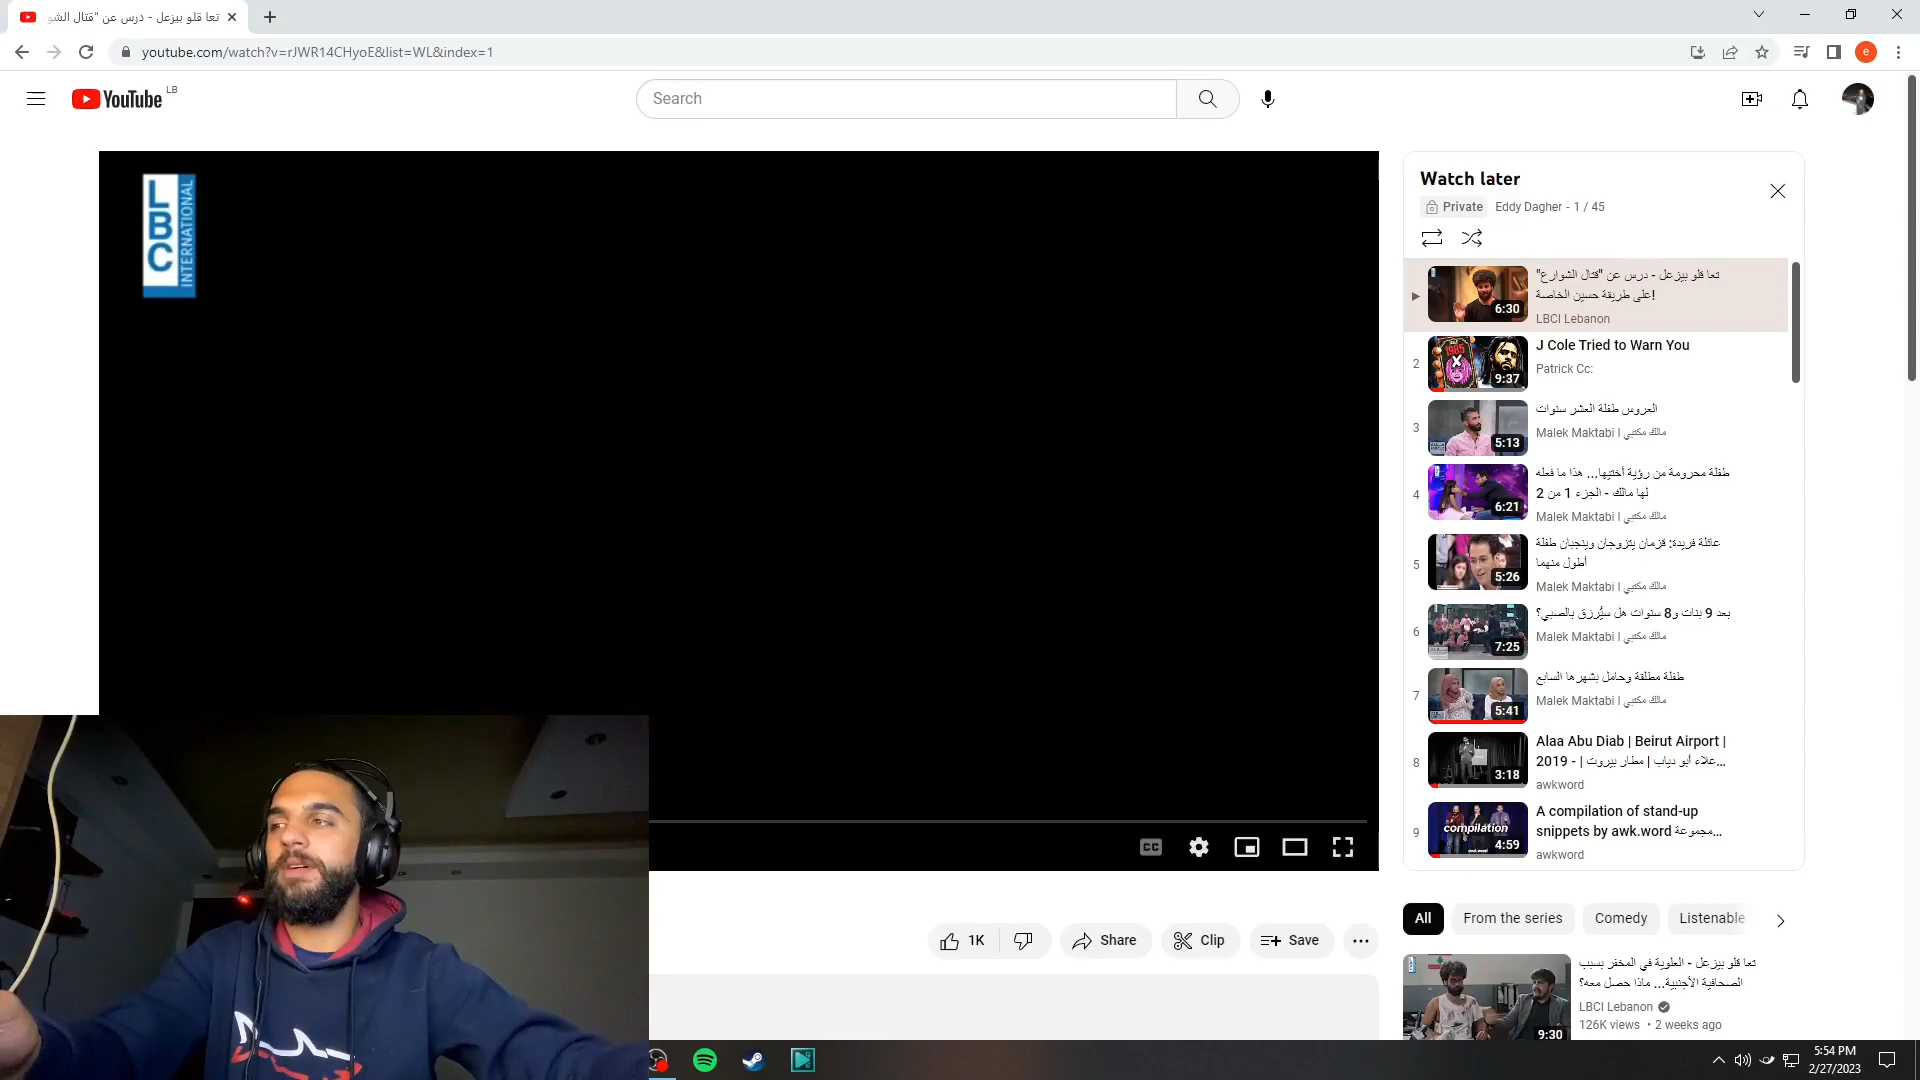 تعا قلو بيزعل - درس عن "قتال الشو
youtube.com/watch?v=rJWR14CHyoE&list=WL&index=1
e
YouTube LB
Search
LBC
INTERNATIONAL
Watch later
Private Eddy Dagher - 1 / 45
تعا قلو بيزعل - درس عن "قتال الشوارع"
على طريقة حسين الخاصة!
LBCI Lebanon
6:30
2
J Cole Tried to Warn You
Patrick Cc:
1985
9:37
3
العروس طفلة العشر سنوات
Malek Maktabi I مالك مكتبي
5:13
4
طفلة محرومة من رؤية أختيها... هذا ما فعله
لها مالك - الجزء 1 من 2
Malek Maktabi I مالك مكتبي
6:21
5
عائلة فريدة: قزمان يتزوجان وينجبان طفلة
أطول منهما
Malek Maktabi I مالك مكتبي
5:26
6
بعد 9 بنات و8 سنوات هل سيُرزق بالصبي؟
Malek Maktabi I مالك مكتبي
7:25
7
طفلة مطلقة وحامل بشهرها السابع
Malek Maktabi I مالك مكتبي
5:41
8
Alaa Abu Diab | Beirut Airport |
2019 - | علاء أبو دياب | مطار بيروت...
awkword
3:18
9
A compilation of stand-up
snippets by awk.word مجموعة...
awkword
compilation
4:59
CC
1K Share Clip Save
All From the series Comedy Listenable
تعا قلو بيزعل - العلوية في المخفر بسبب
الصحافية الأجنبية... ماذا حصل معه؟
LBCI Lebanon
126K views • 2 weeks ago
9:30
5:54 PM
2/27/2023